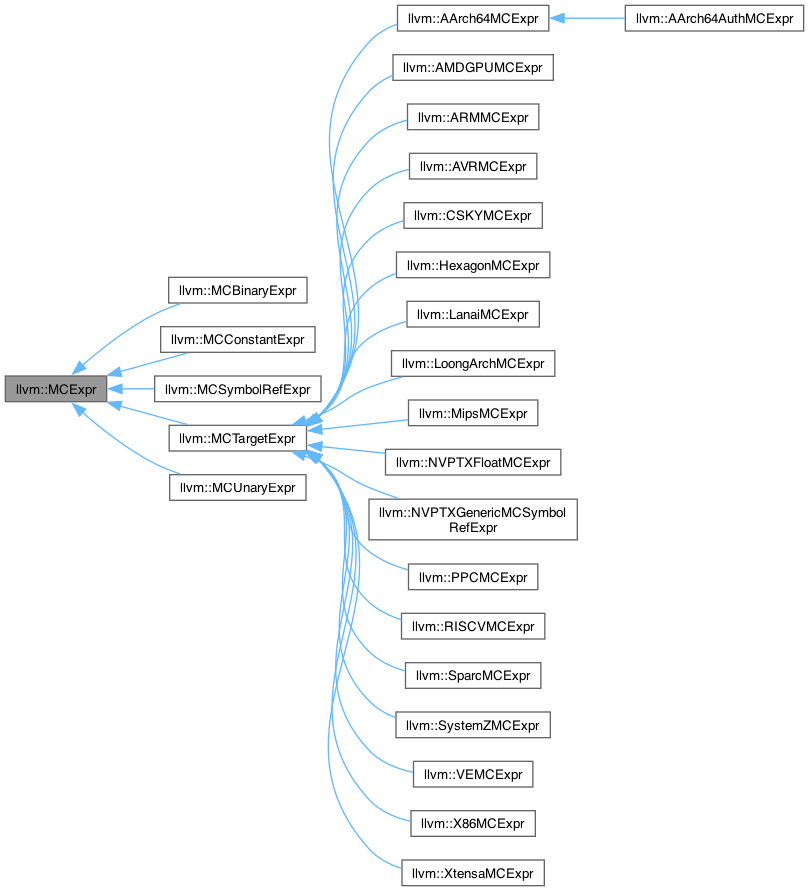 llvm::MCExpr
llvm::MCBinaryExpr
llvm::MCConstantExpr
llvm::MCSymbolRefExpr
llvm::MCTargetExpr
llvm::MCUnaryExpr
llvm::AArch64MCExpr
llvm::AArch64AuthMCExpr
llvm::AMDGPUMCExpr
llvm::ARMMCExpr
llvm::AVRMCExpr
llvm::CSKYMCExpr
llvm::HexagonMCExpr
llvm::LanaiMCExpr
llvm::LoongArchMCExpr
llvm::MipsMCExpr
llvm::NVPTXFloatMCExpr
llvm::NVPTXGenericMCSymbol
RefExpr
llvm::PPCMCExpr
llvm::RISCVMCExpr
llvm::SparcMCExpr
llvm::SystemZMCExpr
llvm::VEMCExpr
llvm::X86MCExpr
llvm::XtensaMCExpr